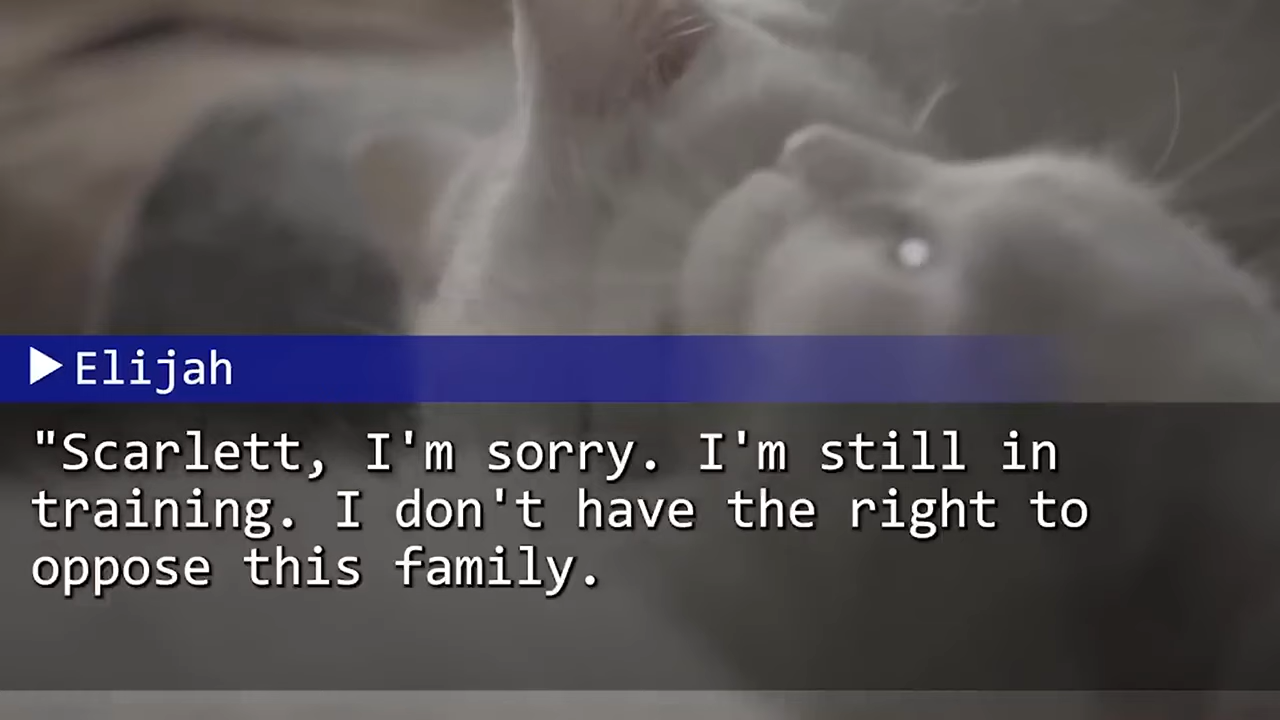 Elijah
"Scarlett, I'm sorry. I'm still in
training. I don't have the right to
oppose this family.